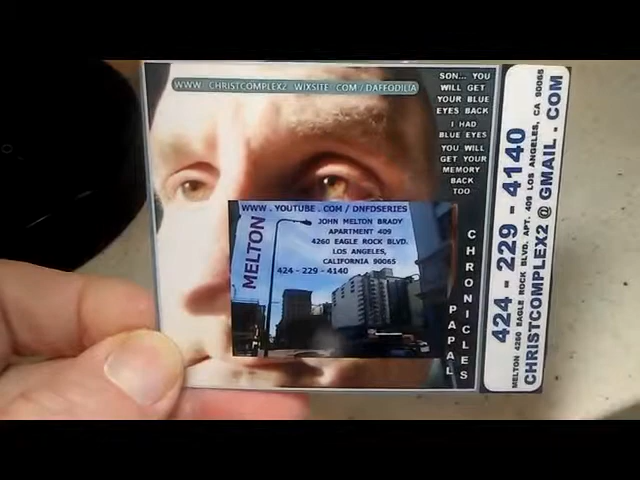 WWW . CHRISTCOMPLEX2 . WIXSITE . COM / DAFFODILIA
SON... YOU
WILL GET
YOUR BLUE
EYES BACK
I HAD
BLUE EYES
YOU WILL
GET YOUR
MEMORY
BACK
TOO
WWW . YOUTUBE . COM / DNFDSERIES
MELTON
JOHN MELTON BRADY
APARTMENT 409
4260 EAGLE ROCK BLVD.
LOS ANGELES,
CALIFORNIA 90065
424 - 229 - 4140
PAPAL
CHRONICLES
424 - 229 - 4140
MELTON 4260 EAGLE ROCK BLVD. APT. 409 LOS ANGELES, CA 90065
CHRISTCOMPLEX2 @ GMAIL . COM